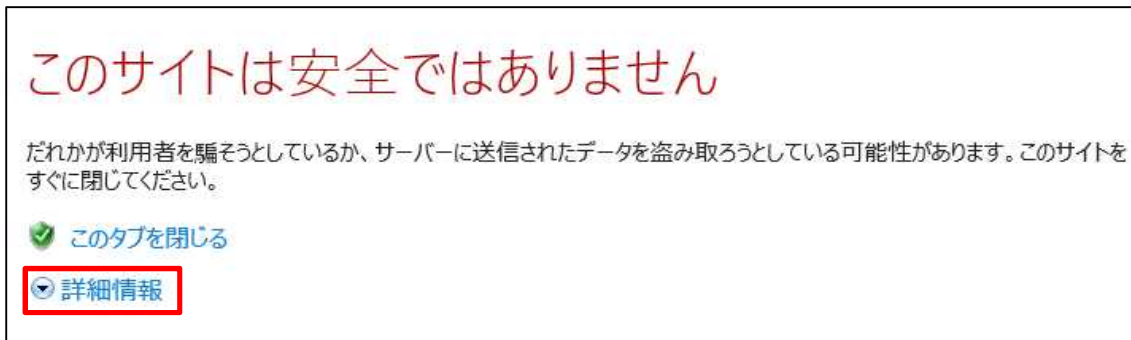 このサイトは安全ではありません
だれかが利用者を騙そうとしているか、サーバーに送信されたデータを盗み取ろうとしている可能性があります。このサイトを
すぐに閉じてください。
このタブを閉じる
詳細情報